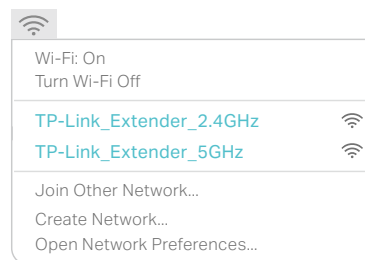 Wi-Fi: On
Turn Wi-Fi Off
TP-Link_Extender_2.4GHz
TP-Link_Extender_5GHz
Join Other Network...
Create Network...
Open Network Preferences...